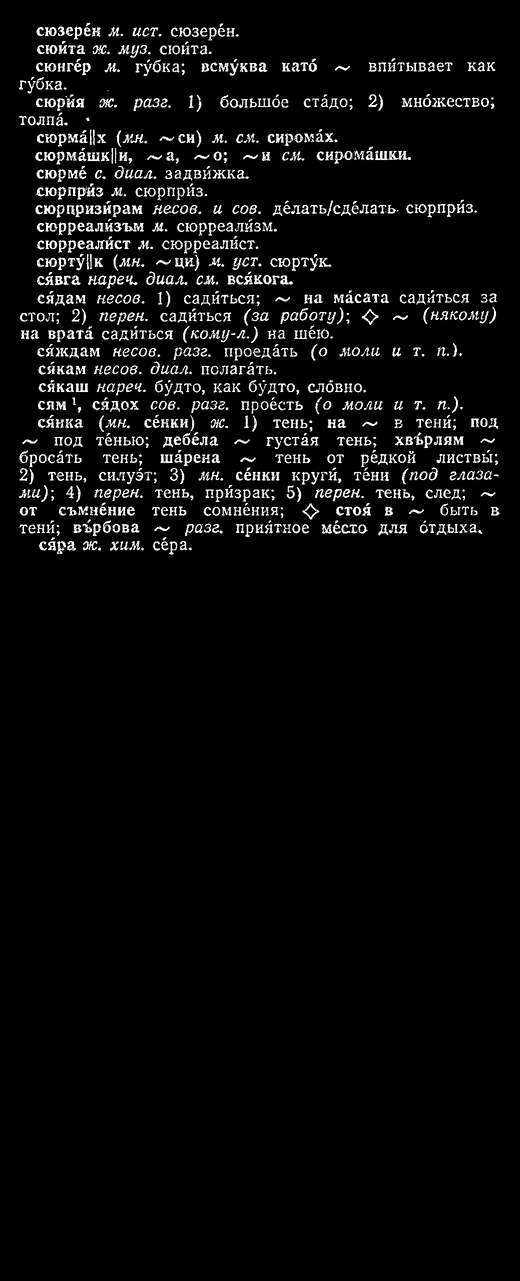 сюзере́н м. ист. сюзере́н.
сюи́та ж. муз. сюи́та.
сюнге́р м. гу́бка; всму́ква като́ ~ впи́тывает как
гу́бка.
сюри́я ж. разг. 1) большо́е ста́до; 2) мно́жество;
толпа́.
сюрма́||х (мн. ~си) м. см. сирома́х.
сюрма́шк||и, ~а, ~о; ~и см. сирома́шки.
сюрме́ с. диал. задви́жка.
сюрпри́з м. сюрпри́з.
сюрпризи́рам несов. и сов. де́лать/сде́лать сюрпри́з.
сюрреали́зъм м. сюрреали́зм.
сюрреали́ст м. сюрреали́ст.
сюрту́||к (мн. ~ци) м. уст. сюрту́к.
ся́вга нареч. диал. см. вся́кога.
ся́дам несов. 1) сади́ться; ~ на ма́сата сади́ться за
стол; 2) перен. сади́ться (за работу); ◇ ~ (някому)
на врата́ сади́ться (кому-л.) на ше́ю.
ся́ждам несов. разг. проеда́ть (о моли и т. п.).
ся́кам несов. диал. полага́ть.
ся́каш нареч. бу́дто, как бу́дто, сло́вно.
сям¹, ся́дох сов. разг. прое́сть (о моли и т. п.).
ся́нка (мн. се́нки) ж. 1) тень; на ~ в тени́; под
~ под те́нью; дебе́ла ~ густа́я тень; хвъ́рлям ~
броса́ть тень; ша́рена ~ тень от ре́дкой листвы́;
2) тень, силуэ́т; 3) мн. се́нки круги́, те́ни (под глаза-
ми); 4) перен. тень, при́зрак; 5) перен. тень, след; ~
от съмне́ние тень сомне́ния; ◇ стоя́ в ~ быть в
тени́; въ́рбова ~ разг. прия́тное ме́сто для о́тдыха.
ся́ра ж. хим. се́ра.